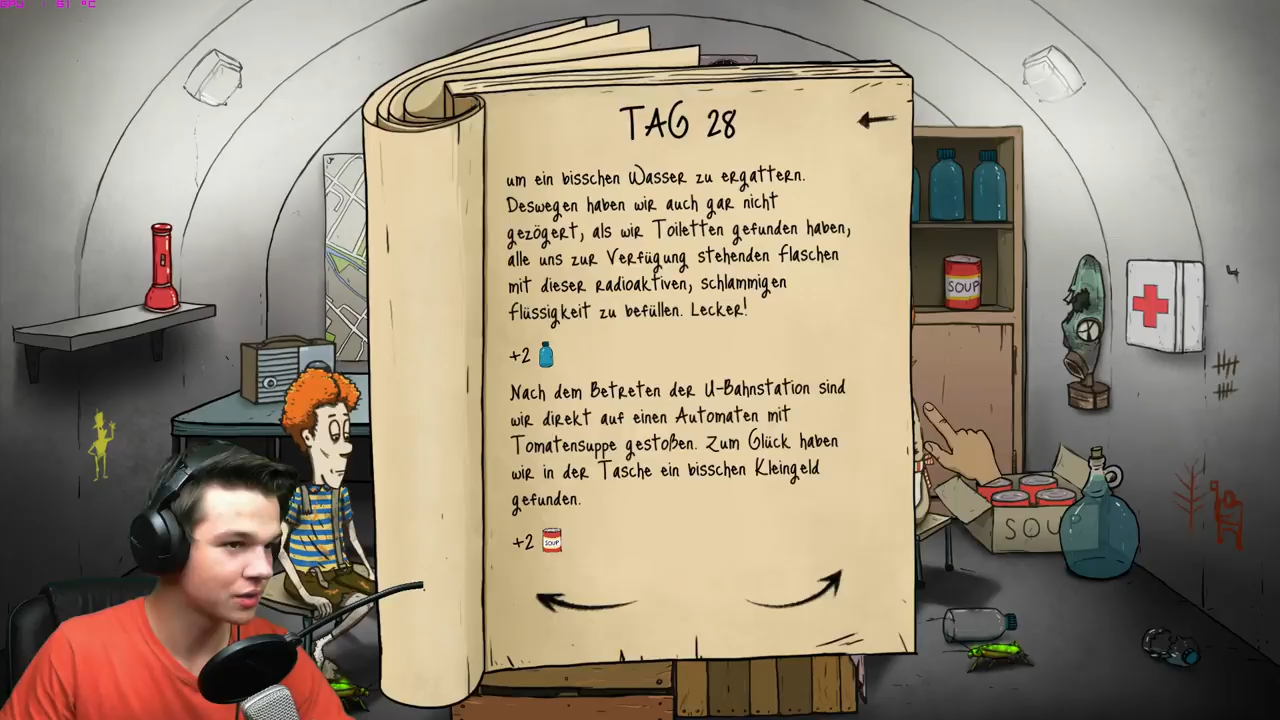 GPU : 51 °C
TAG 28
um ein bisschen Wasser zu ergattern.
Deswegen haben wir auch gar nicht
gezögert, als wir Toiletten gefunden haben,
alle uns zur Verfügung stehenden Flaschen
mit dieser radioaktiven, schlammigen
Flüssigkeit zu befüllen. Lecker!
+2
Nach dem Betreten der U-Bahnstation sind
wir direkt auf einen Automaten mit
Tomatensuppe gestoßen. Zum Glück haben
wir in der Tasche ein bisschen Kleingeld
gefunden.
+2 SOUP
SOUP
SOU